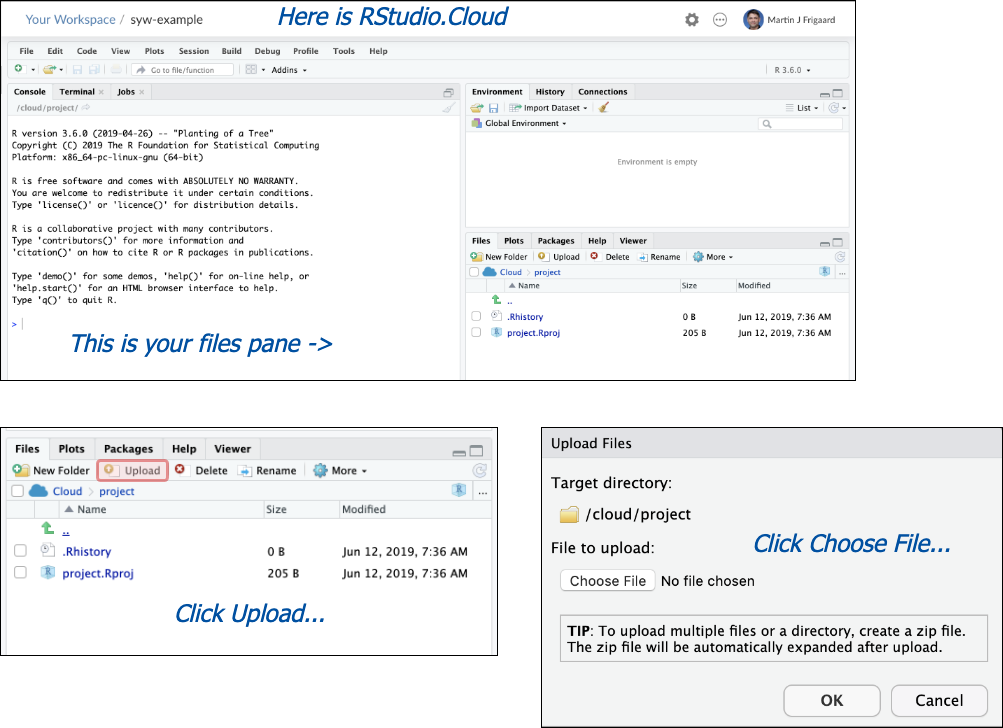 Your Workspace / syw-example
Here is RStudio.Cloud
Martin J Frigaard
File Edit Code View Plots Session Build Debug Profile Tools Help
Go to file/function Addins
R 3.6.0
Console Terminal × Jobs ×
/cloud/project/
R version 3.6.0 (2019-04-26) -- "Planting of a Tree"
Copyright (C) 2019 The R Foundation for Statistical Computing
Platform: x86_64-pc-linux-gnu (64-bit)
R is free software and comes with ABSOLUTELY NO WARRANTY.
You are welcome to redistribute it under certain conditions.
Type 'license()' or 'licence()' for distribution details.
R is a collaborative project with many contributors.
Type 'contributors()' for more information and
'citation()' on how to cite R or R packages in publications.
Type 'demo()' for some demos, 'help()' for on-line help, or
'help.start()' for an HTML browser interface to help.
Type 'q()' to quit R.
>
This is your files pane ->
Environment History Connections
Import Dataset List
Global Environment
Environment is empty
Files Plots Packages Help Viewer
New Folder Upload Delete Rename More
Cloud project R ...
Name Size Modified
..
.Rhistory 0 B Jun 12, 2019, 7:36 AM
project.Rproj 205 B Jun 12, 2019, 7:36 AM
Files Plots Packages Help Viewer
New Folder Upload Delete Rename More
Cloud project R ...
Name Size Modified
..
.Rhistory 0 B Jun 12, 2019, 7:36 AM
project.Rproj 205 B Jun 12, 2019, 7:36 AM
Click Upload...
Upload Files
Target directory:
/cloud/project
File to upload:
Click Choose File...
Choose File No file chosen
TIP: To upload multiple files or a directory, create a zip file.
The zip file will be automatically expanded after upload.
OK Cancel